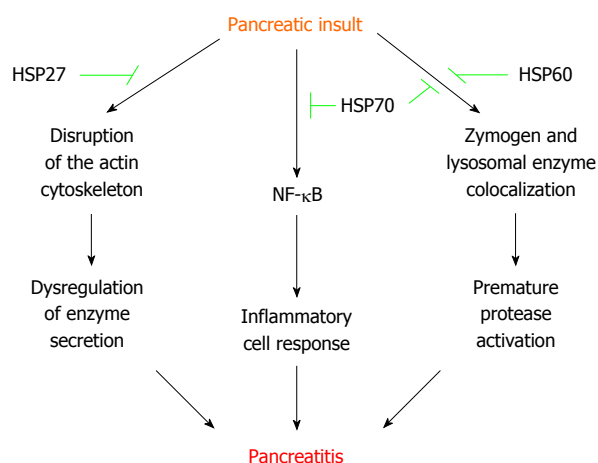 Pancreatic insult
HSP27
HSP60
HSP70
Disruption
of the actin
cytoskeleton
Zymogen and
lysosomal enzyme
colocalization
NF-κB
Dysregulation
of enzyme
secretion
Inflammatory
cell response
Premature
protease
activation
Pancreatitis